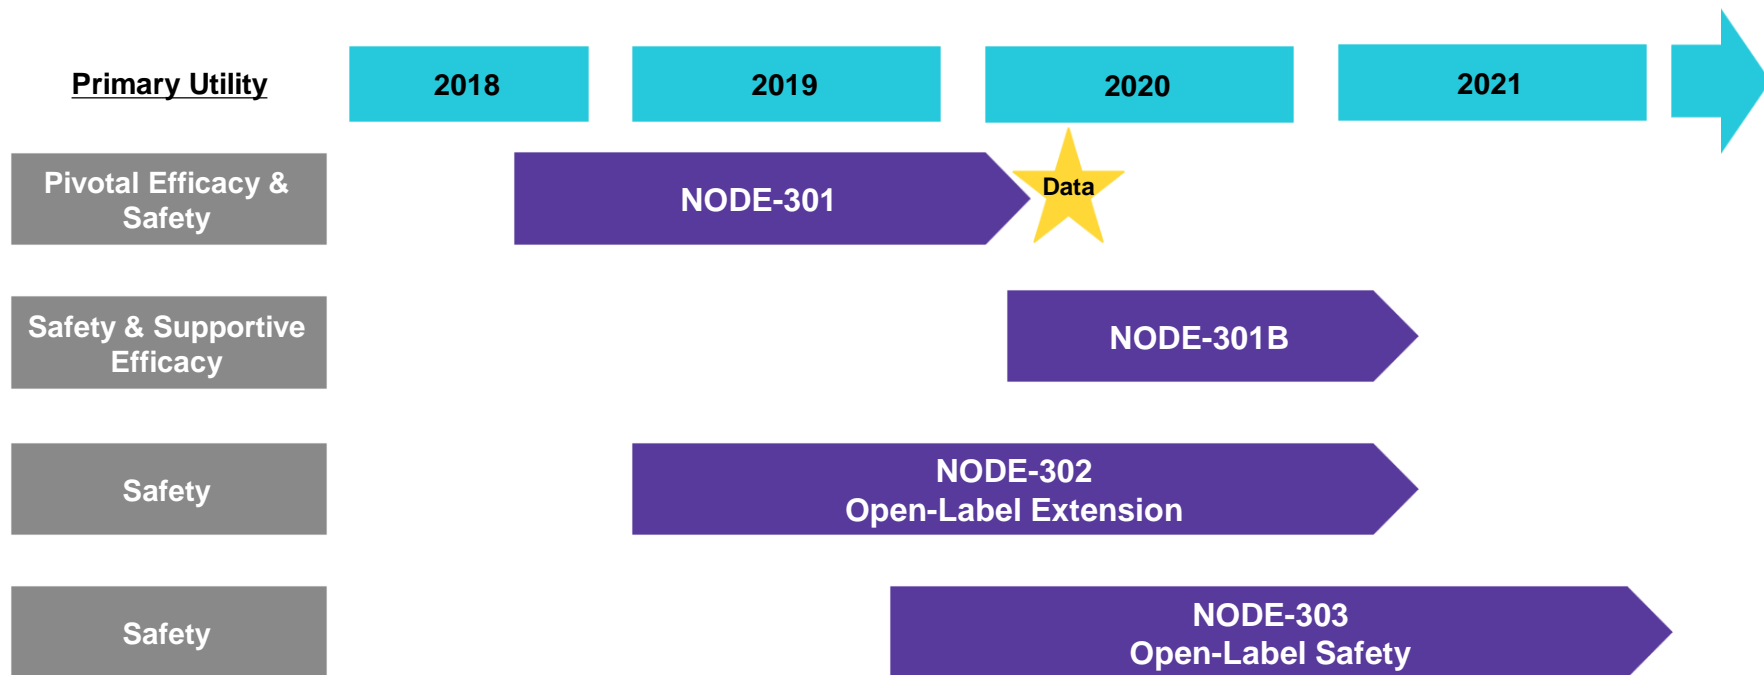 Primary Utility
2018
2019
2020
2021
Pivotal Efficacy &
Safety
NODE-301
Data
Safety & Supportive
Efficacy
NODE-301B
Safety
NODE-302
Open-Label Extension
Safety
NODE-303
Open-Label Safety